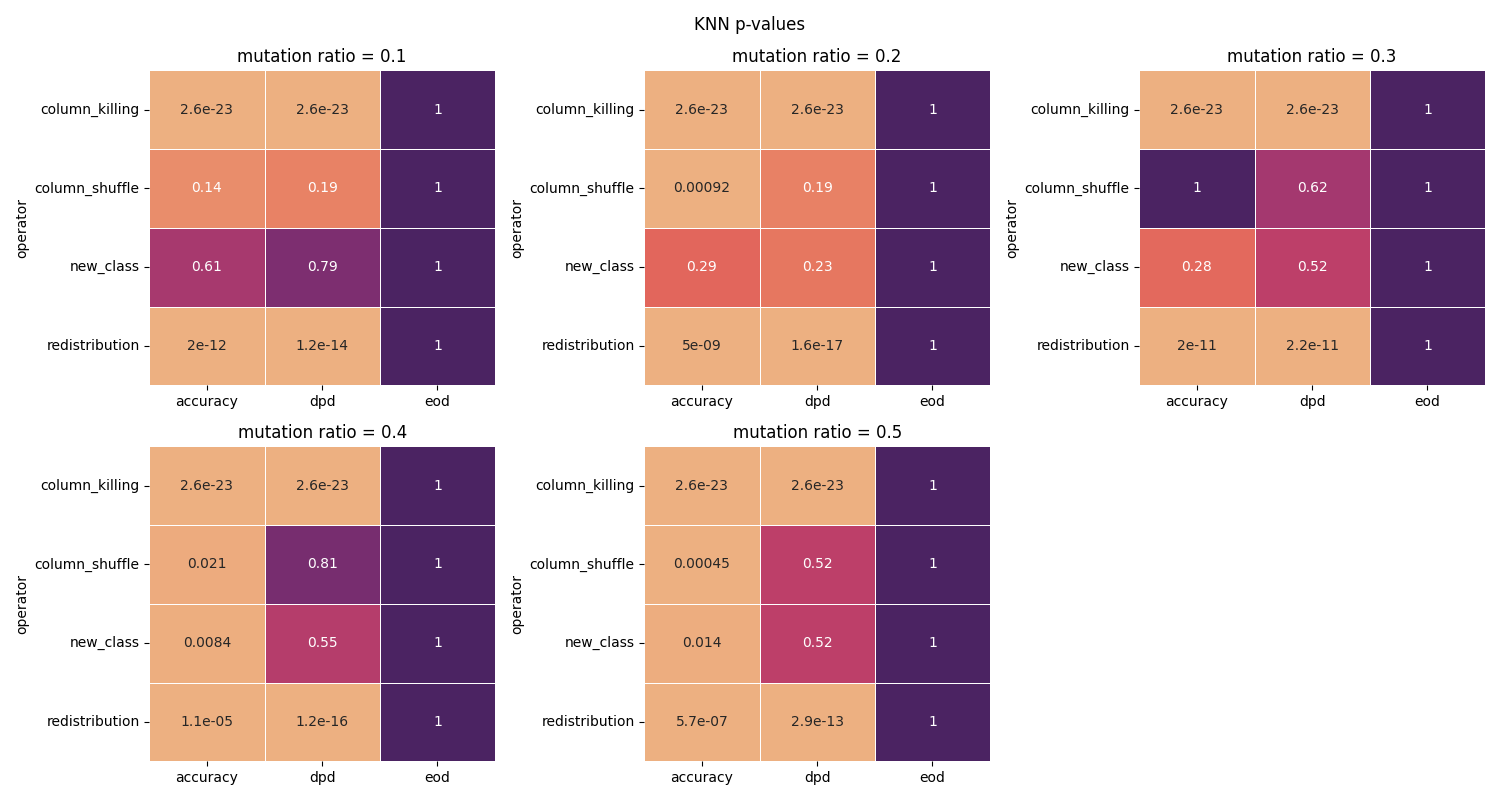 KNN p-values
mutation ratio = 0.1
column_killing 2.6e-23 2.6e-23 1
column_shuffle 0.14 0.19 1
new_class 0.61 0.79 1
redistribution 2e-12 1.2e-14 1
operator
accuracy dpd eod
mutation ratio = 0.2
column_killing 2.6e-23 2.6e-23 1
column_shuffle 0.00092 0.19 1
new_class 0.29 0.23 1
redistribution 5e-09 1.6e-17 1
operator
accuracy dpd eod
mutation ratio = 0.3
column_killing 2.6e-23 2.6e-23 1
column_shuffle 1 0.62 1
new_class 0.28 0.52 1
redistribution 2e-11 2.2e-11 1
operator
accuracy dpd eod
mutation ratio = 0.4
column_killing 2.6e-23 2.6e-23 1
column_shuffle 0.021 0.81 1
new_class 0.0084 0.55 1
redistribution 1.1e-05 1.2e-16 1
operator
accuracy dpd eod
mutation ratio = 0.5
column_killing 2.6e-23 2.6e-23 1
column_shuffle 0.00045 0.52 1
new_class 0.014 0.52 1
redistribution 5.7e-07 2.9e-13 1
operator
accuracy dpd eod